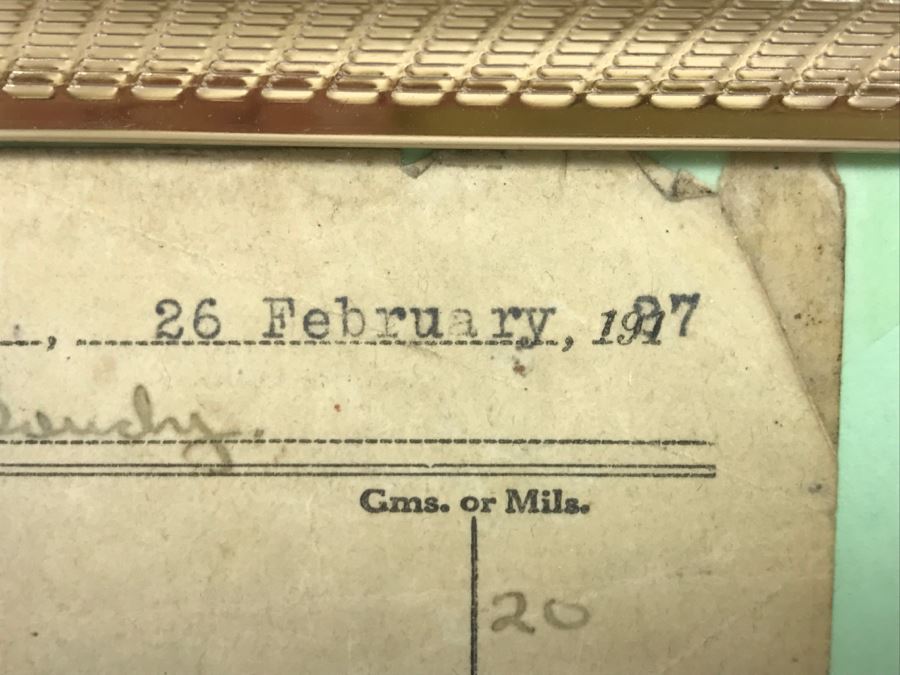 26 February, 1927
Gms. or Mils.
20